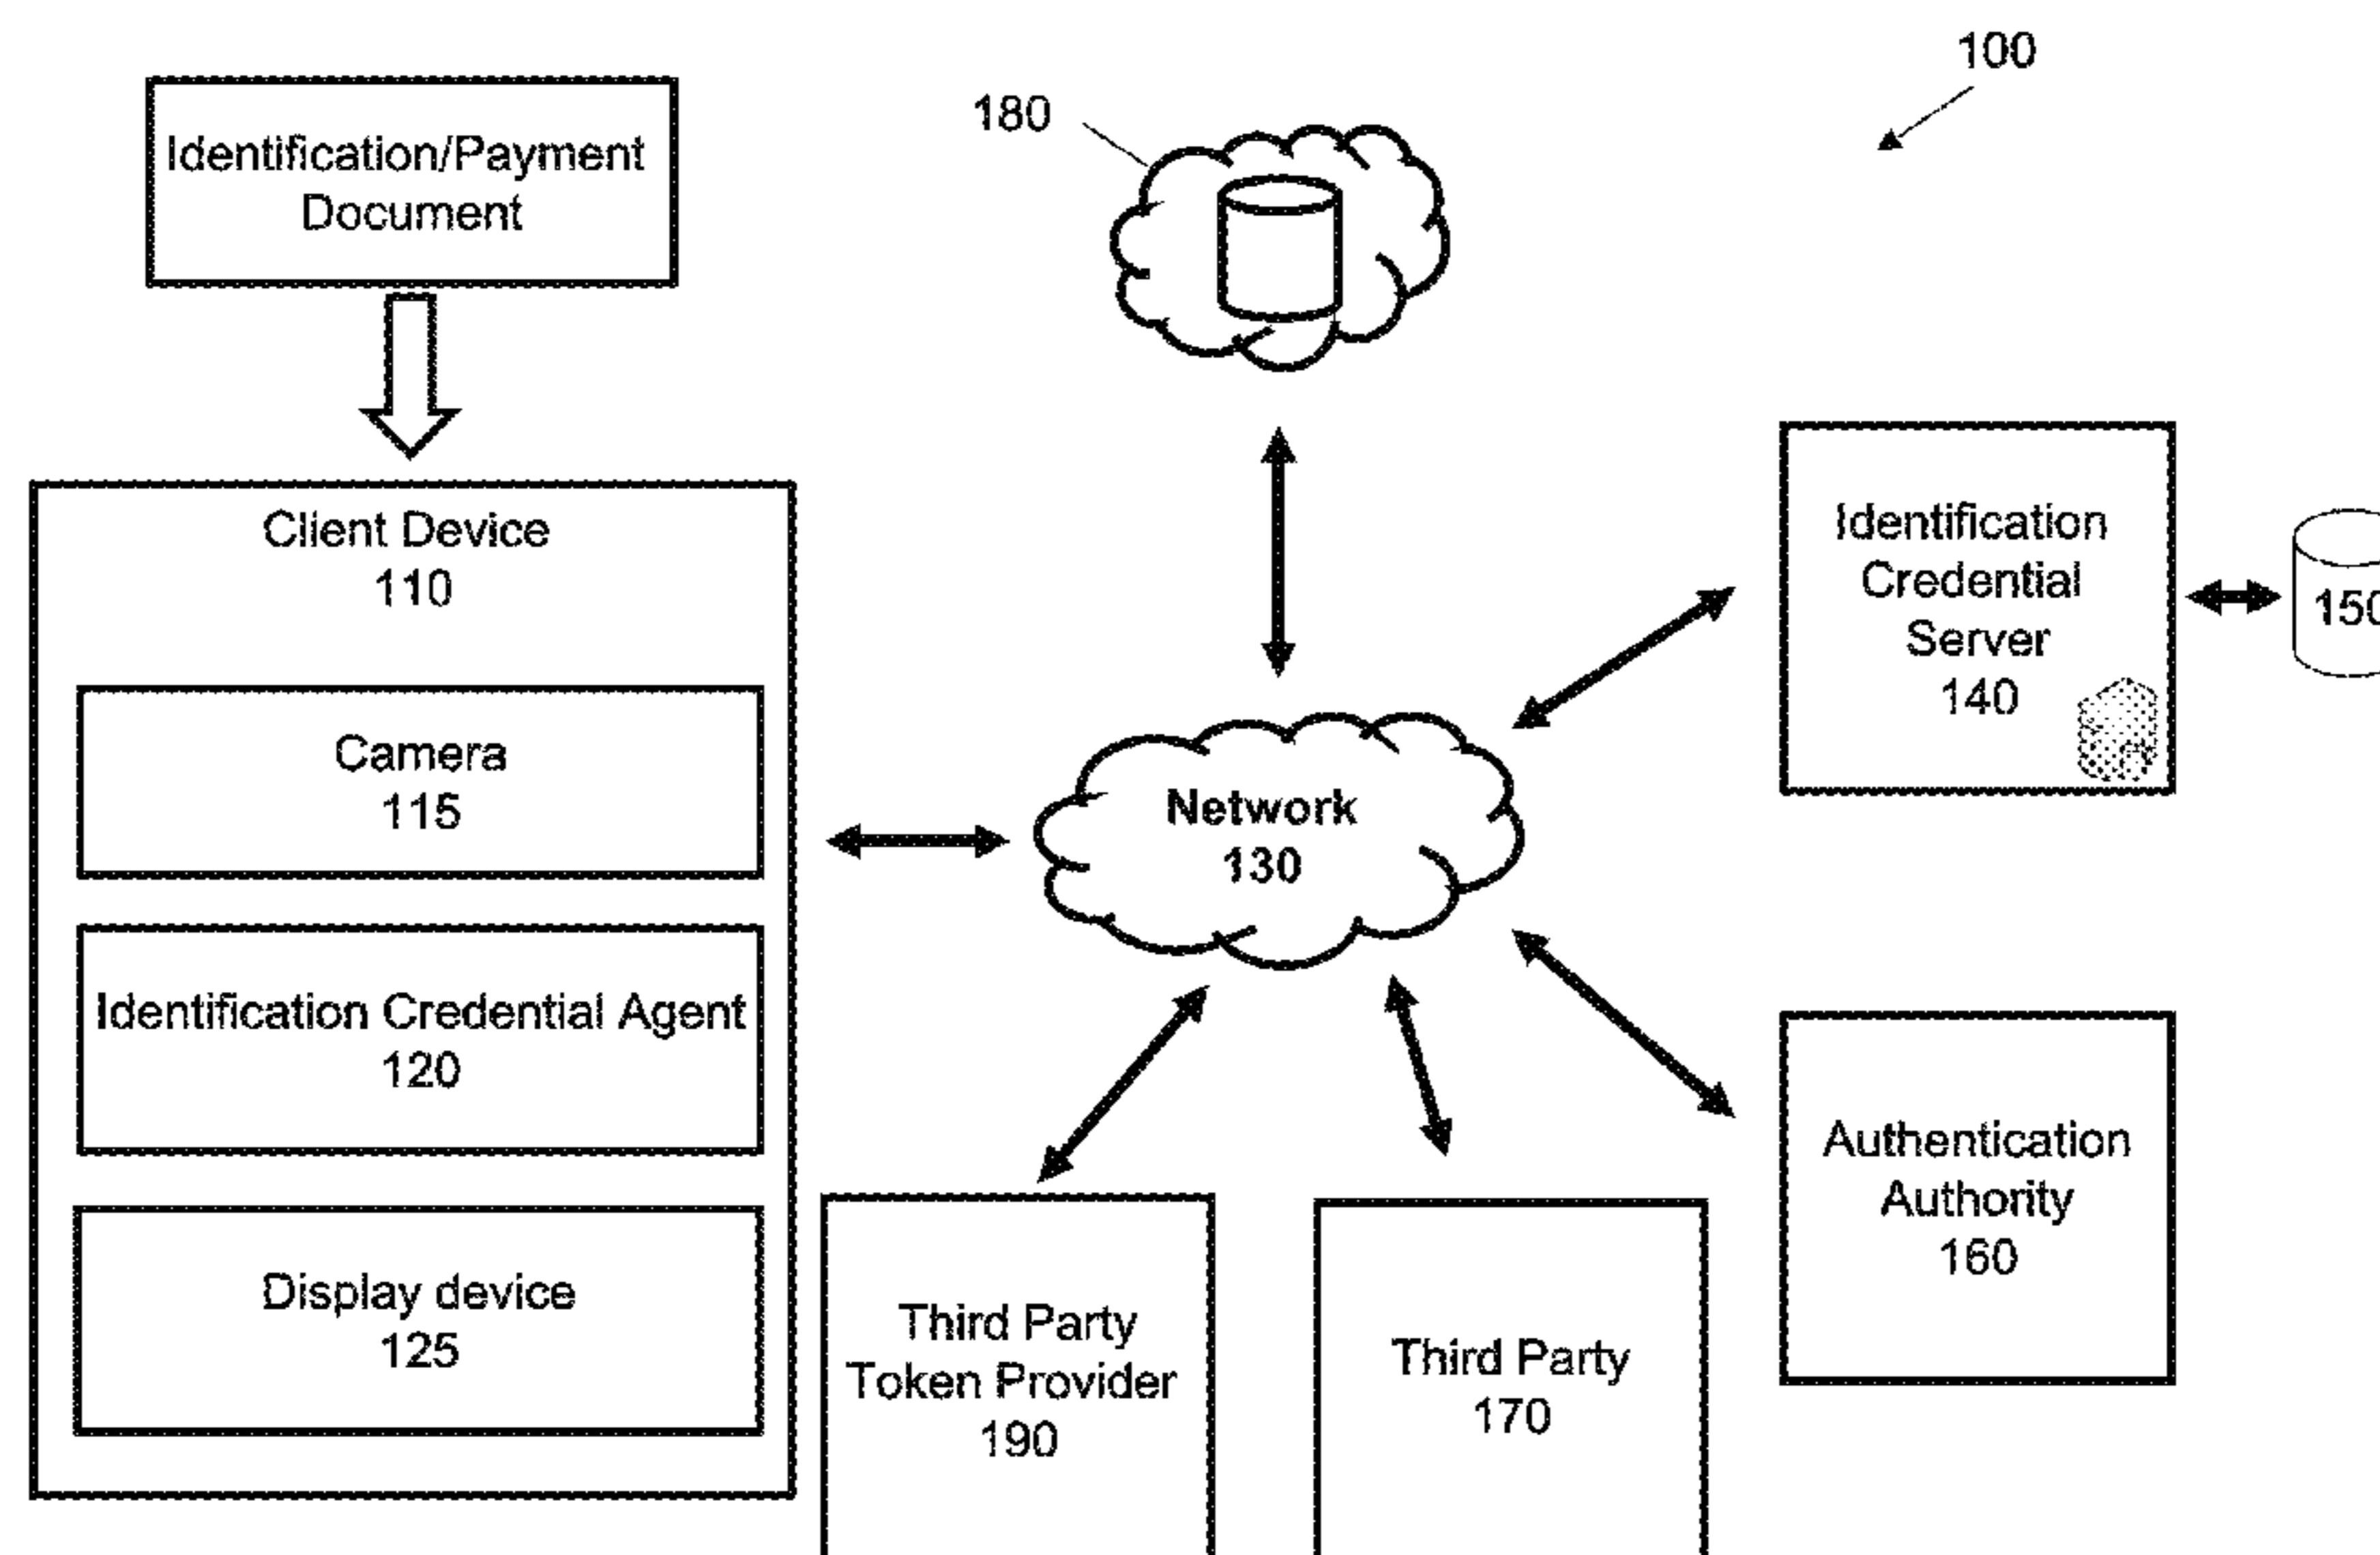 100
180
Identification/Payment
Document
Client Device
110
Camera
115
Identification Credential Agent
120
Display device
125
Network
130
Identification
Credential
Server
140
150
Authentication
Authority
160
Third Party
Token Provider
190
Third Party
170